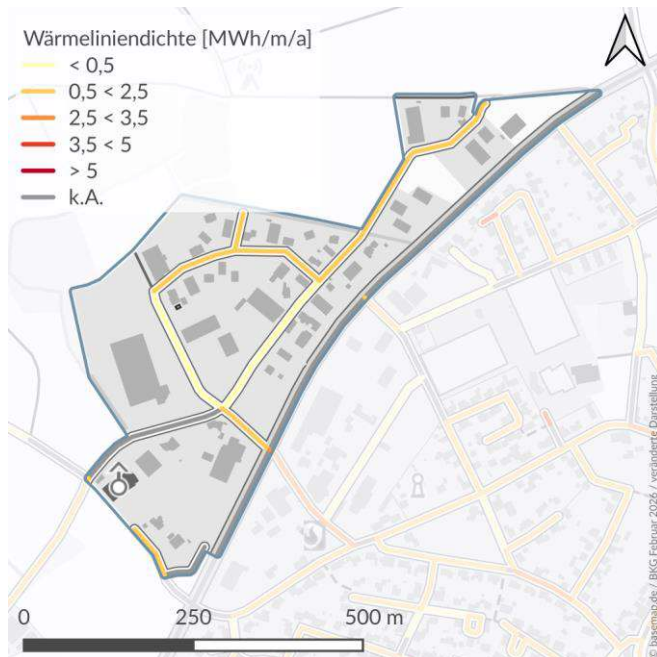 Wärmeliniendichte [MWh/m/a]
< 0,5
0,5 < 2,5
2,5 < 3,5
3,5 < 5
> 5
k.A.
0 250 500 m
© basemap.de / BKG Februar 2026 / veränderte Darstellung